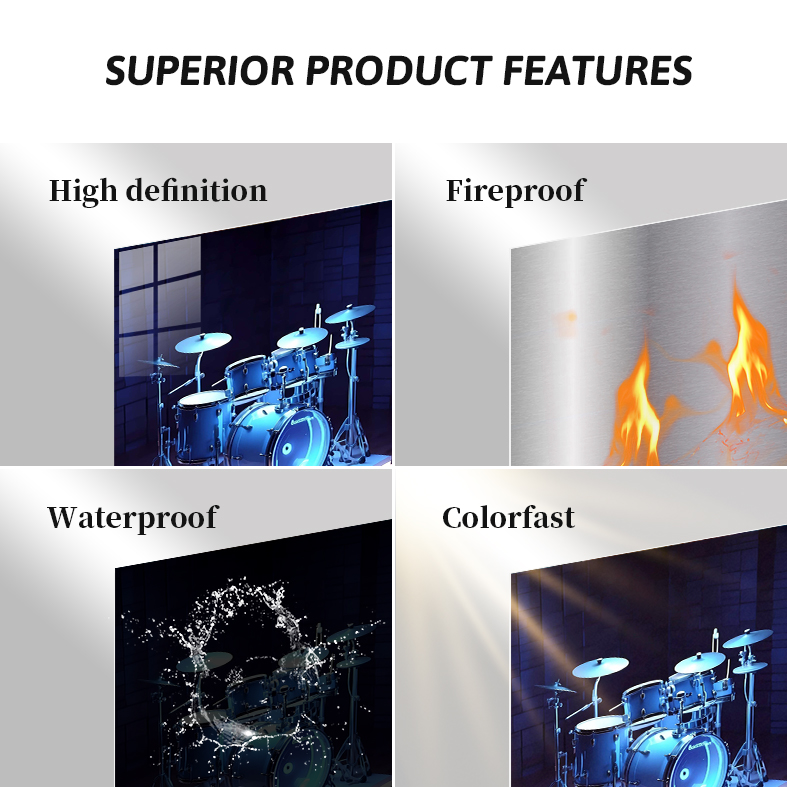 SUPERIOR PRODUCT FEATURES
High definition
Fireproof
Waterproof
Colorfast